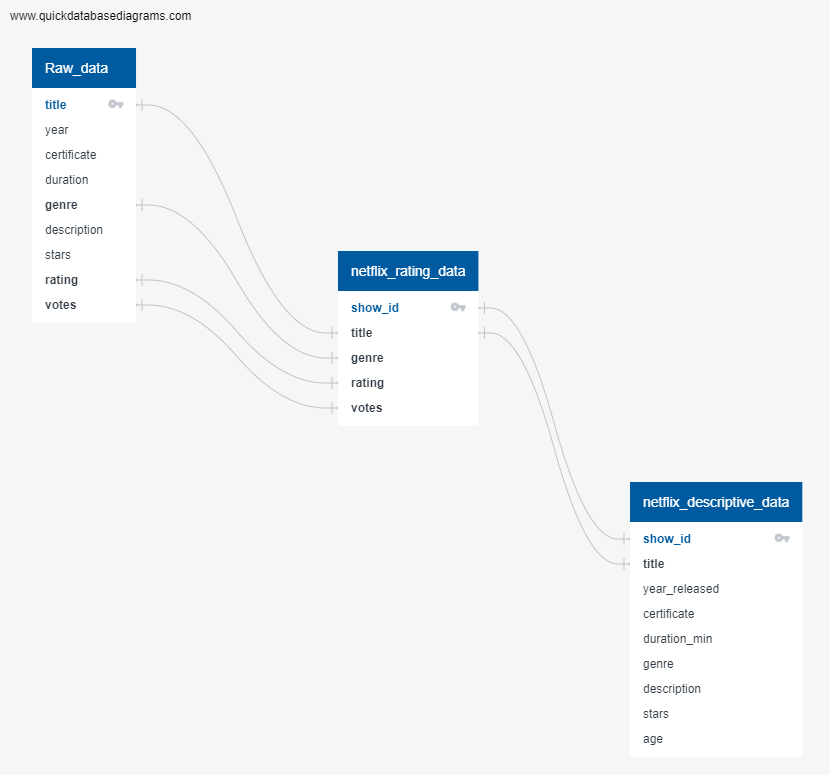 www.quickdatabasediagrams.com
Raw_data
title
year
certificate
duration
genre
description
stars
rating
votes
netflix_rating_data
show_id
title
genre
rating
votes
netflix_descriptive_data
show_id
title
year_released
certificate
duration_min
genre
description
stars
age